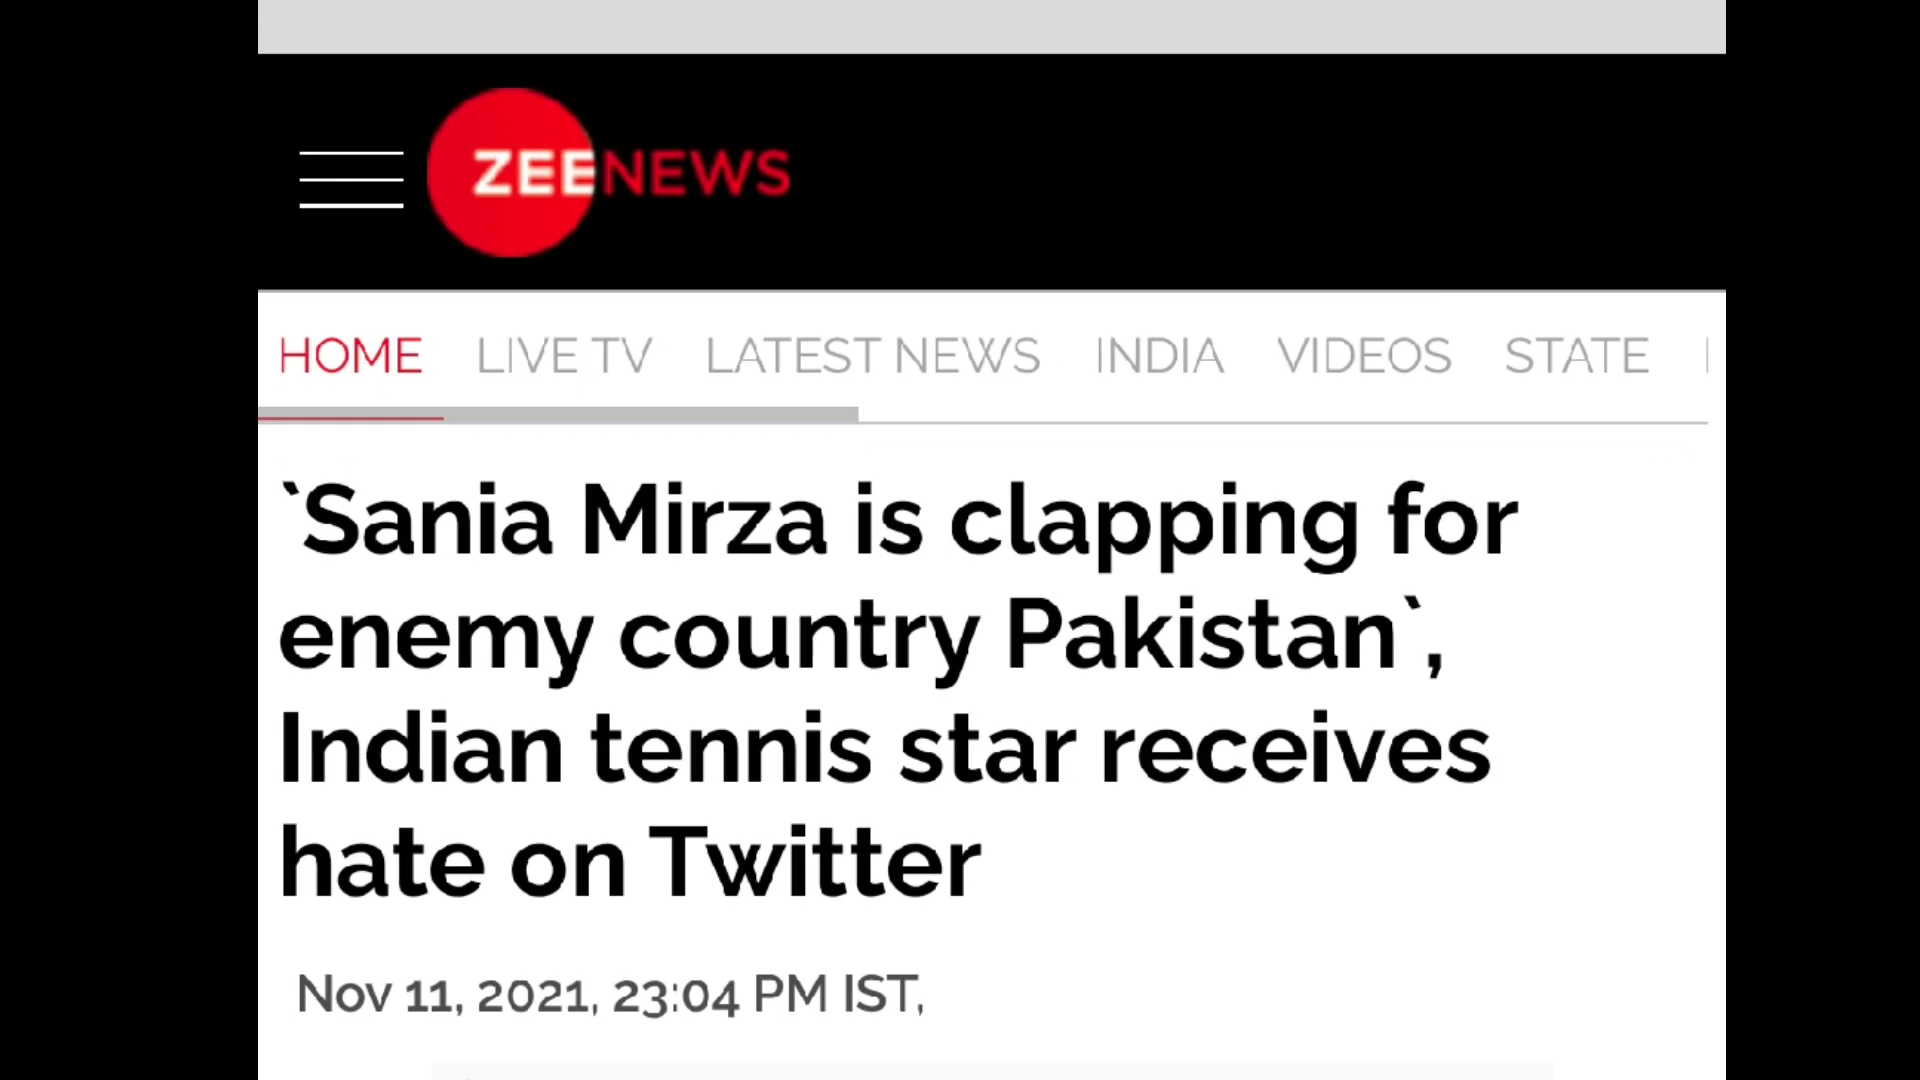 ZEENEWS
HOME LIVE TV LATEST NEWS INDIA VIDEOS STATE
`Sania Mirza is clapping for
enemy country Pakistan`,
Indian tennis star receives
hate on Twitter
Nov 11, 2021, 23:04 PM IST,